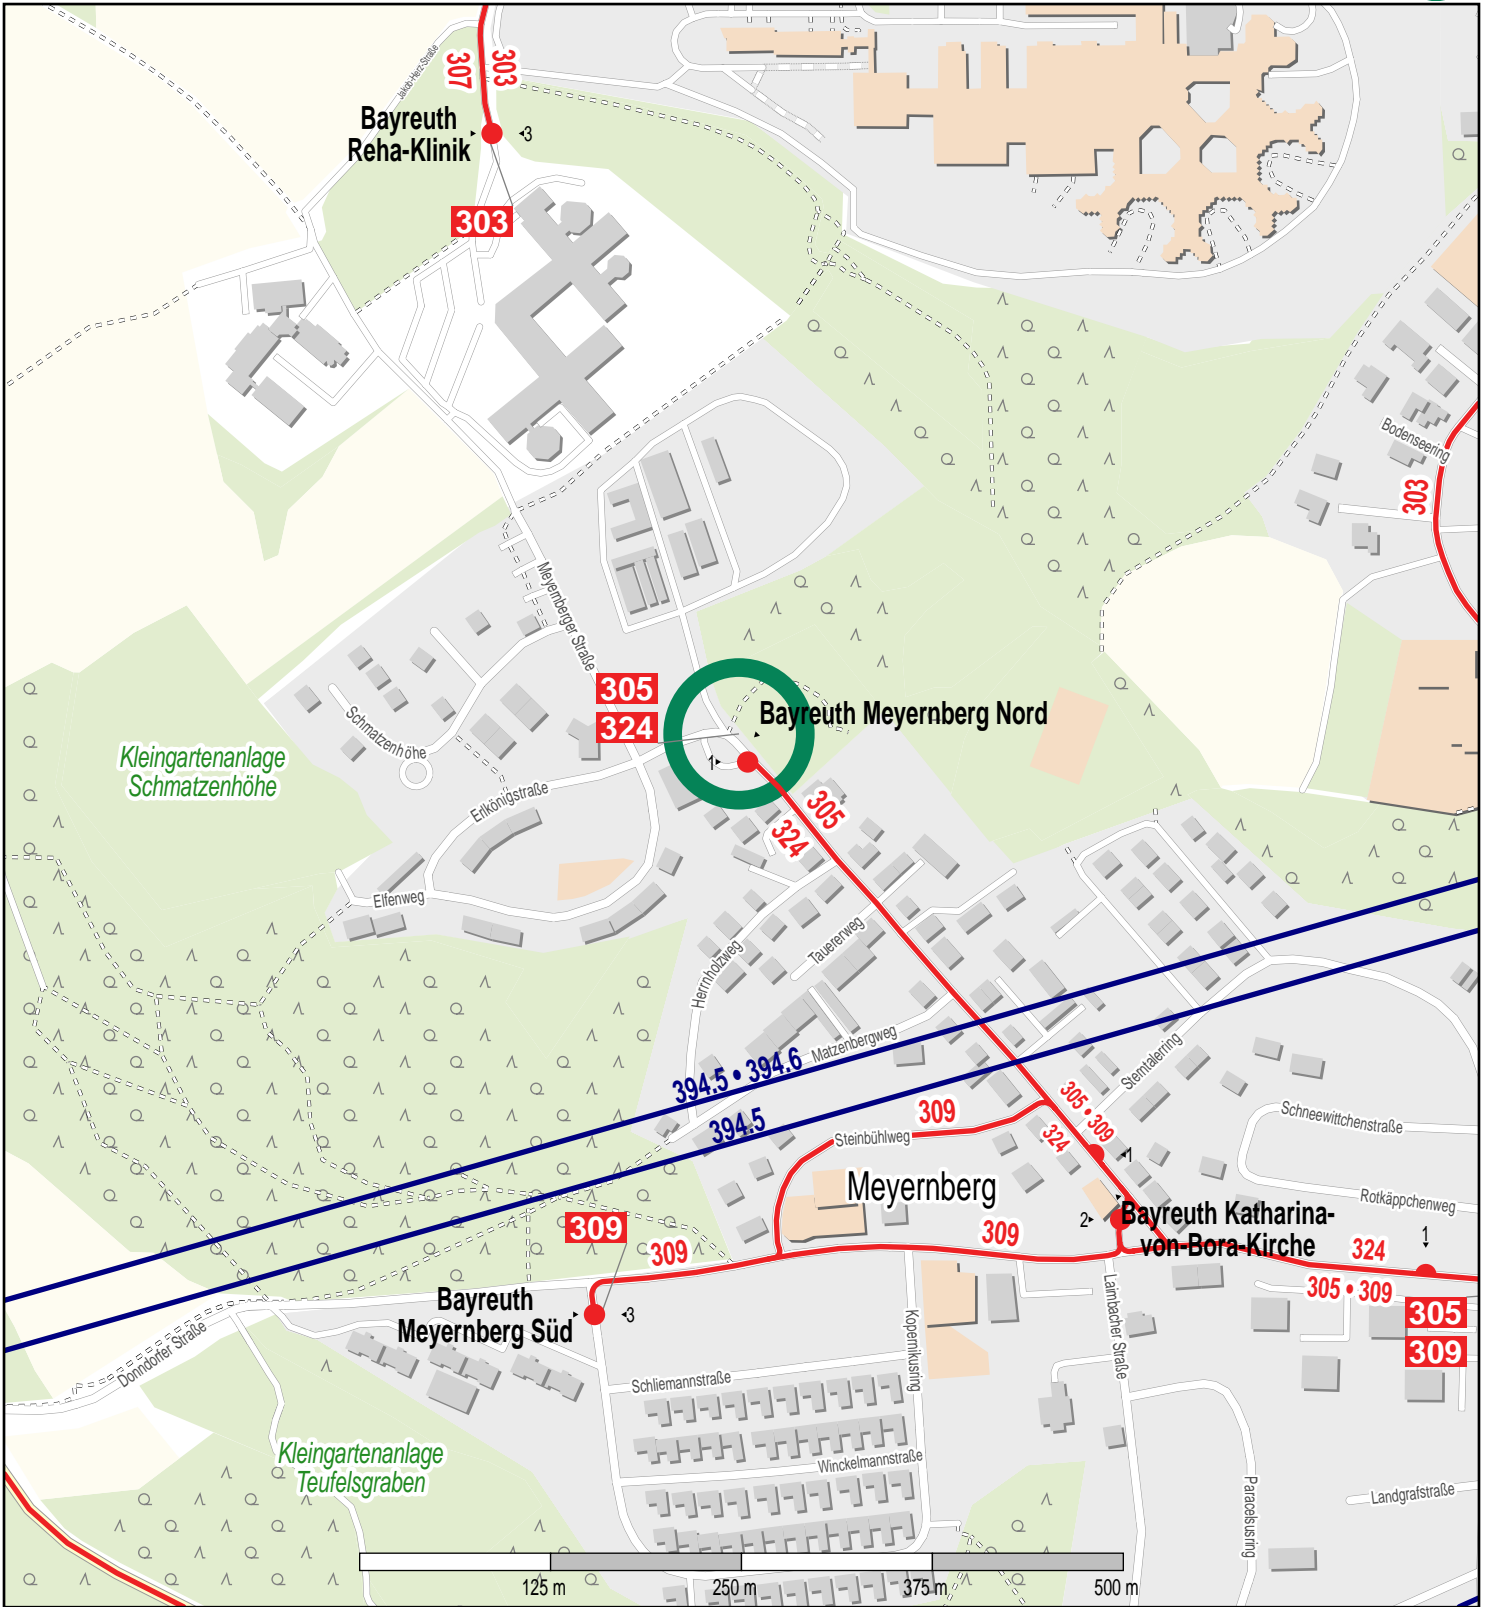 Jakob-Herz-Straße
307
303
Bayreuth
Reha-Klinik
3
303
Bodenseering
303
Meyernberger Straße
305
324
Bayreuth Meyernberg Nord
1
Schmatzenhöhe
Kleingartenanlage
Schmatzenhöhe
Erlkönigstraße
305
324
Elfenweg
Tauererweg
Herrnholzweg
Matzenbergweg
Sterntalerring
394.5 • 394.6
394.5
305 • 309
324
309
Steinbühlweg
Schneewittchenstraße
1
Meyernberg
Rotkäppchenweg
2
Bayreuth Katharina-
von-Bora-Kirche
309
309
309
324
1
305 • 309
305
309
Bayreuth
Meyernberg Süd
3
Donndorfer Straße
Kopernikusring
Laimbacher Straße
Schliemannstraße
Kleingartenanlage
Teufelsgraben
Winckelmannstraße
Paracelsusring
Landgrafstraße
125 m
250 m
375 m
500 m